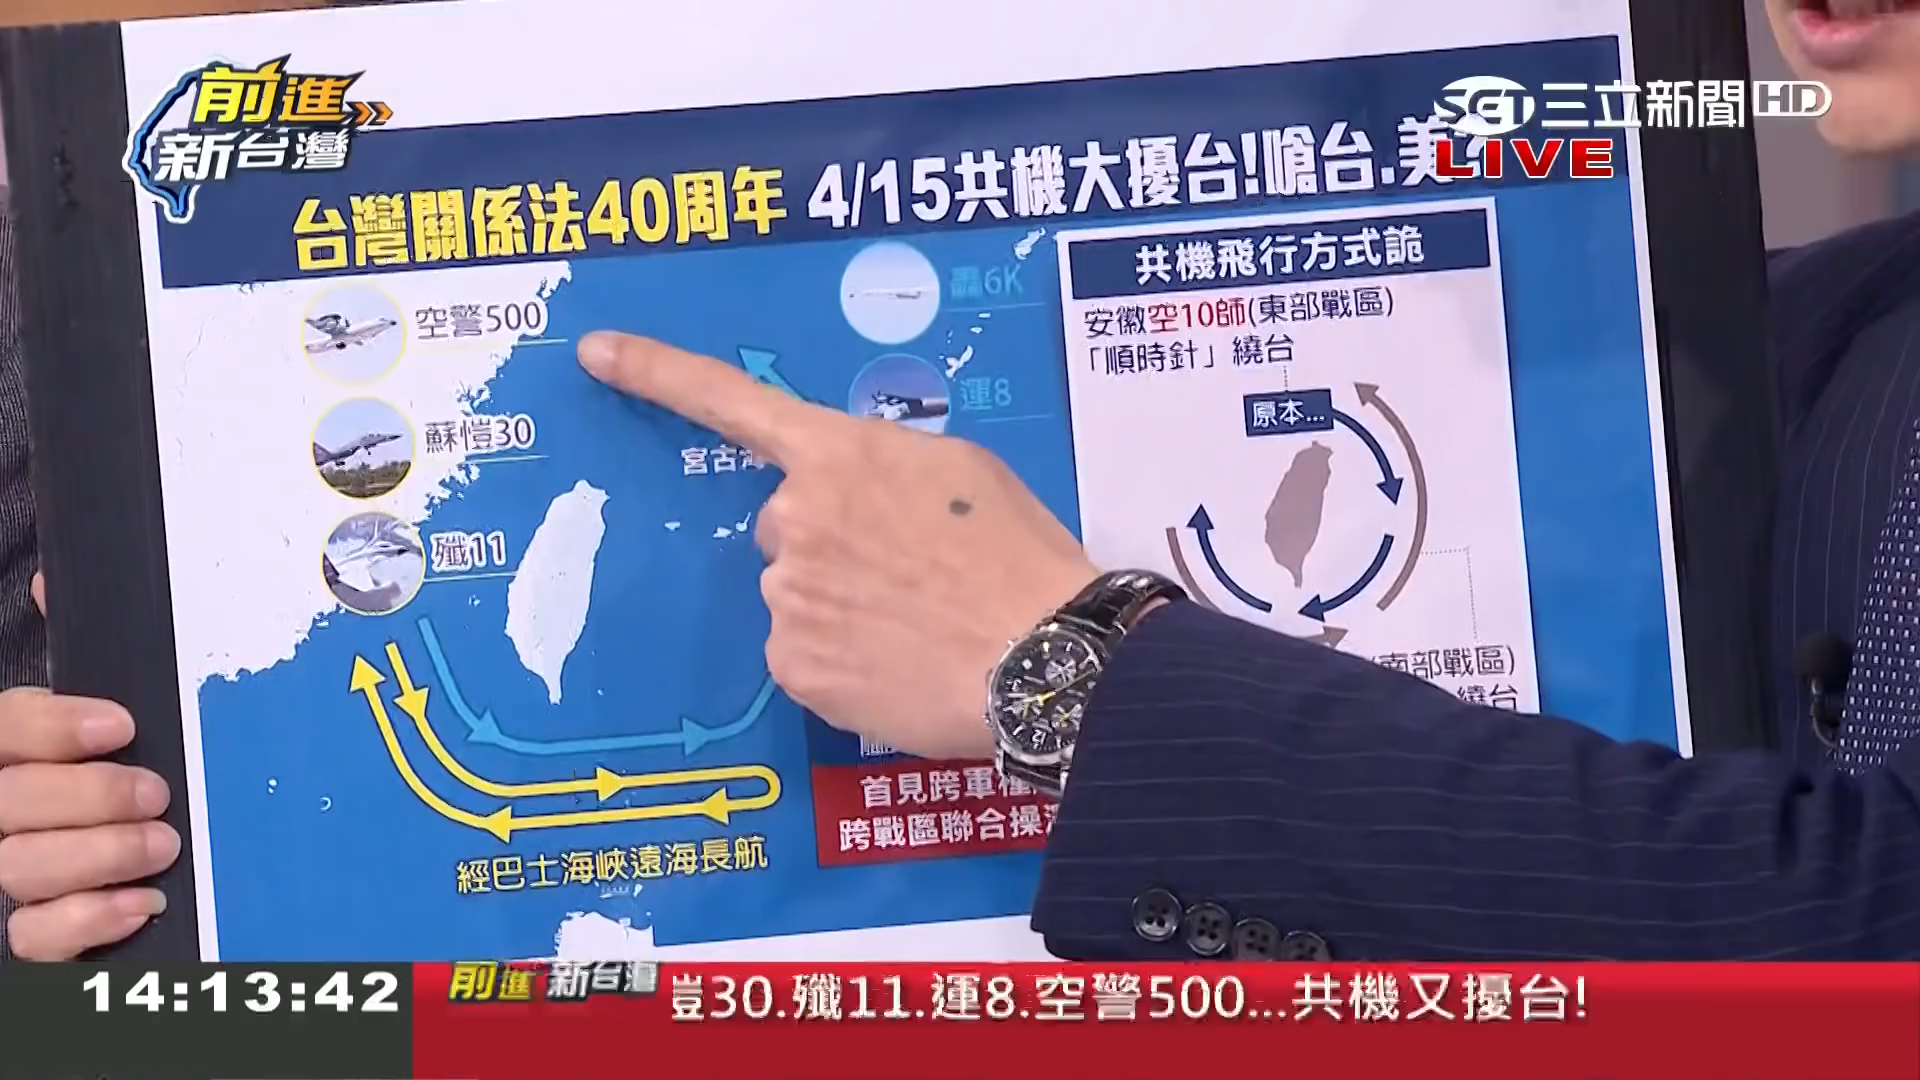 前進
新台灣
SET三立新聞HD
LIVE
台灣關係法40周年 4/15共機大擾台!嗆台.美?
空警500
蘇愷30
殲11
轟6K
運8
宮古海
經巴士海峽遠海長航
共機飛行方式詭
安徽空10師(東部戰區)
「順時針」繞台
原本...
(南部戰區)
繞台
首見跨軍種
跨戰區聯合操演
14:13:42
前進新台灣
愷30.殲11.運8.空警500...共機又擾台!